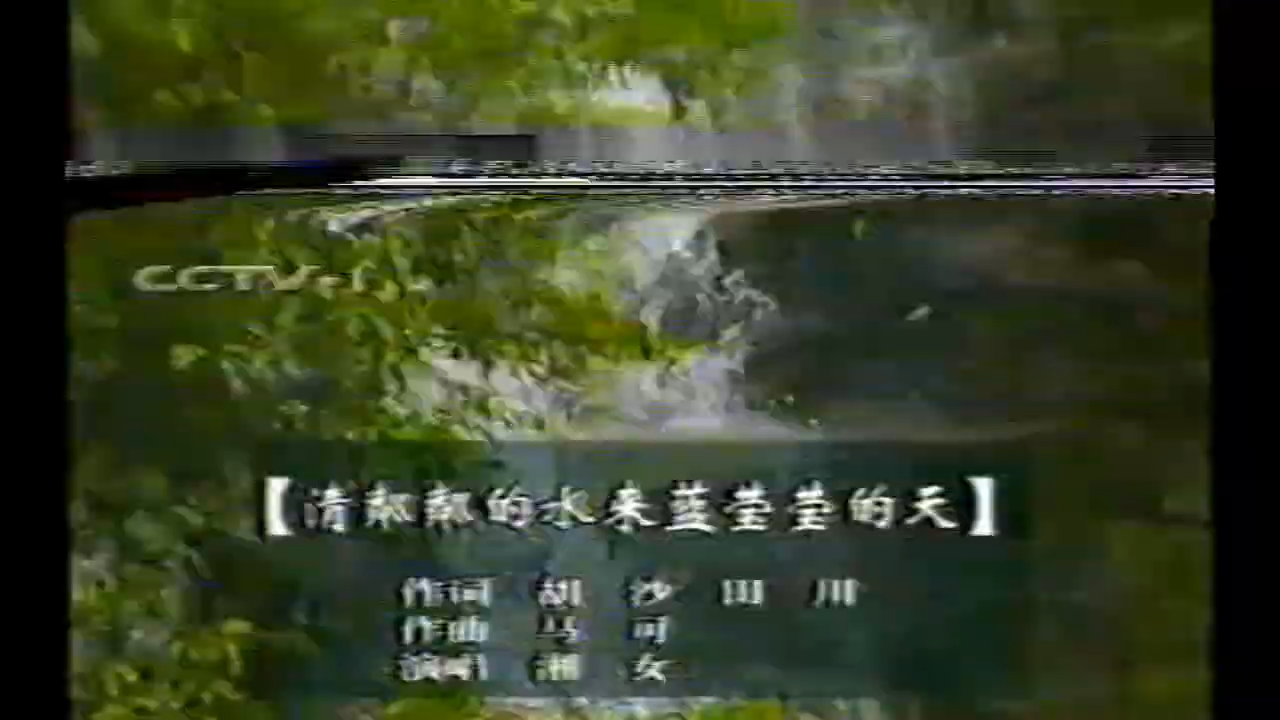 CCTV-1
【清粼粼的水来蓝莹莹的天】
作词 胡 沙 田 川
作曲 马 可
演唱 湘 女